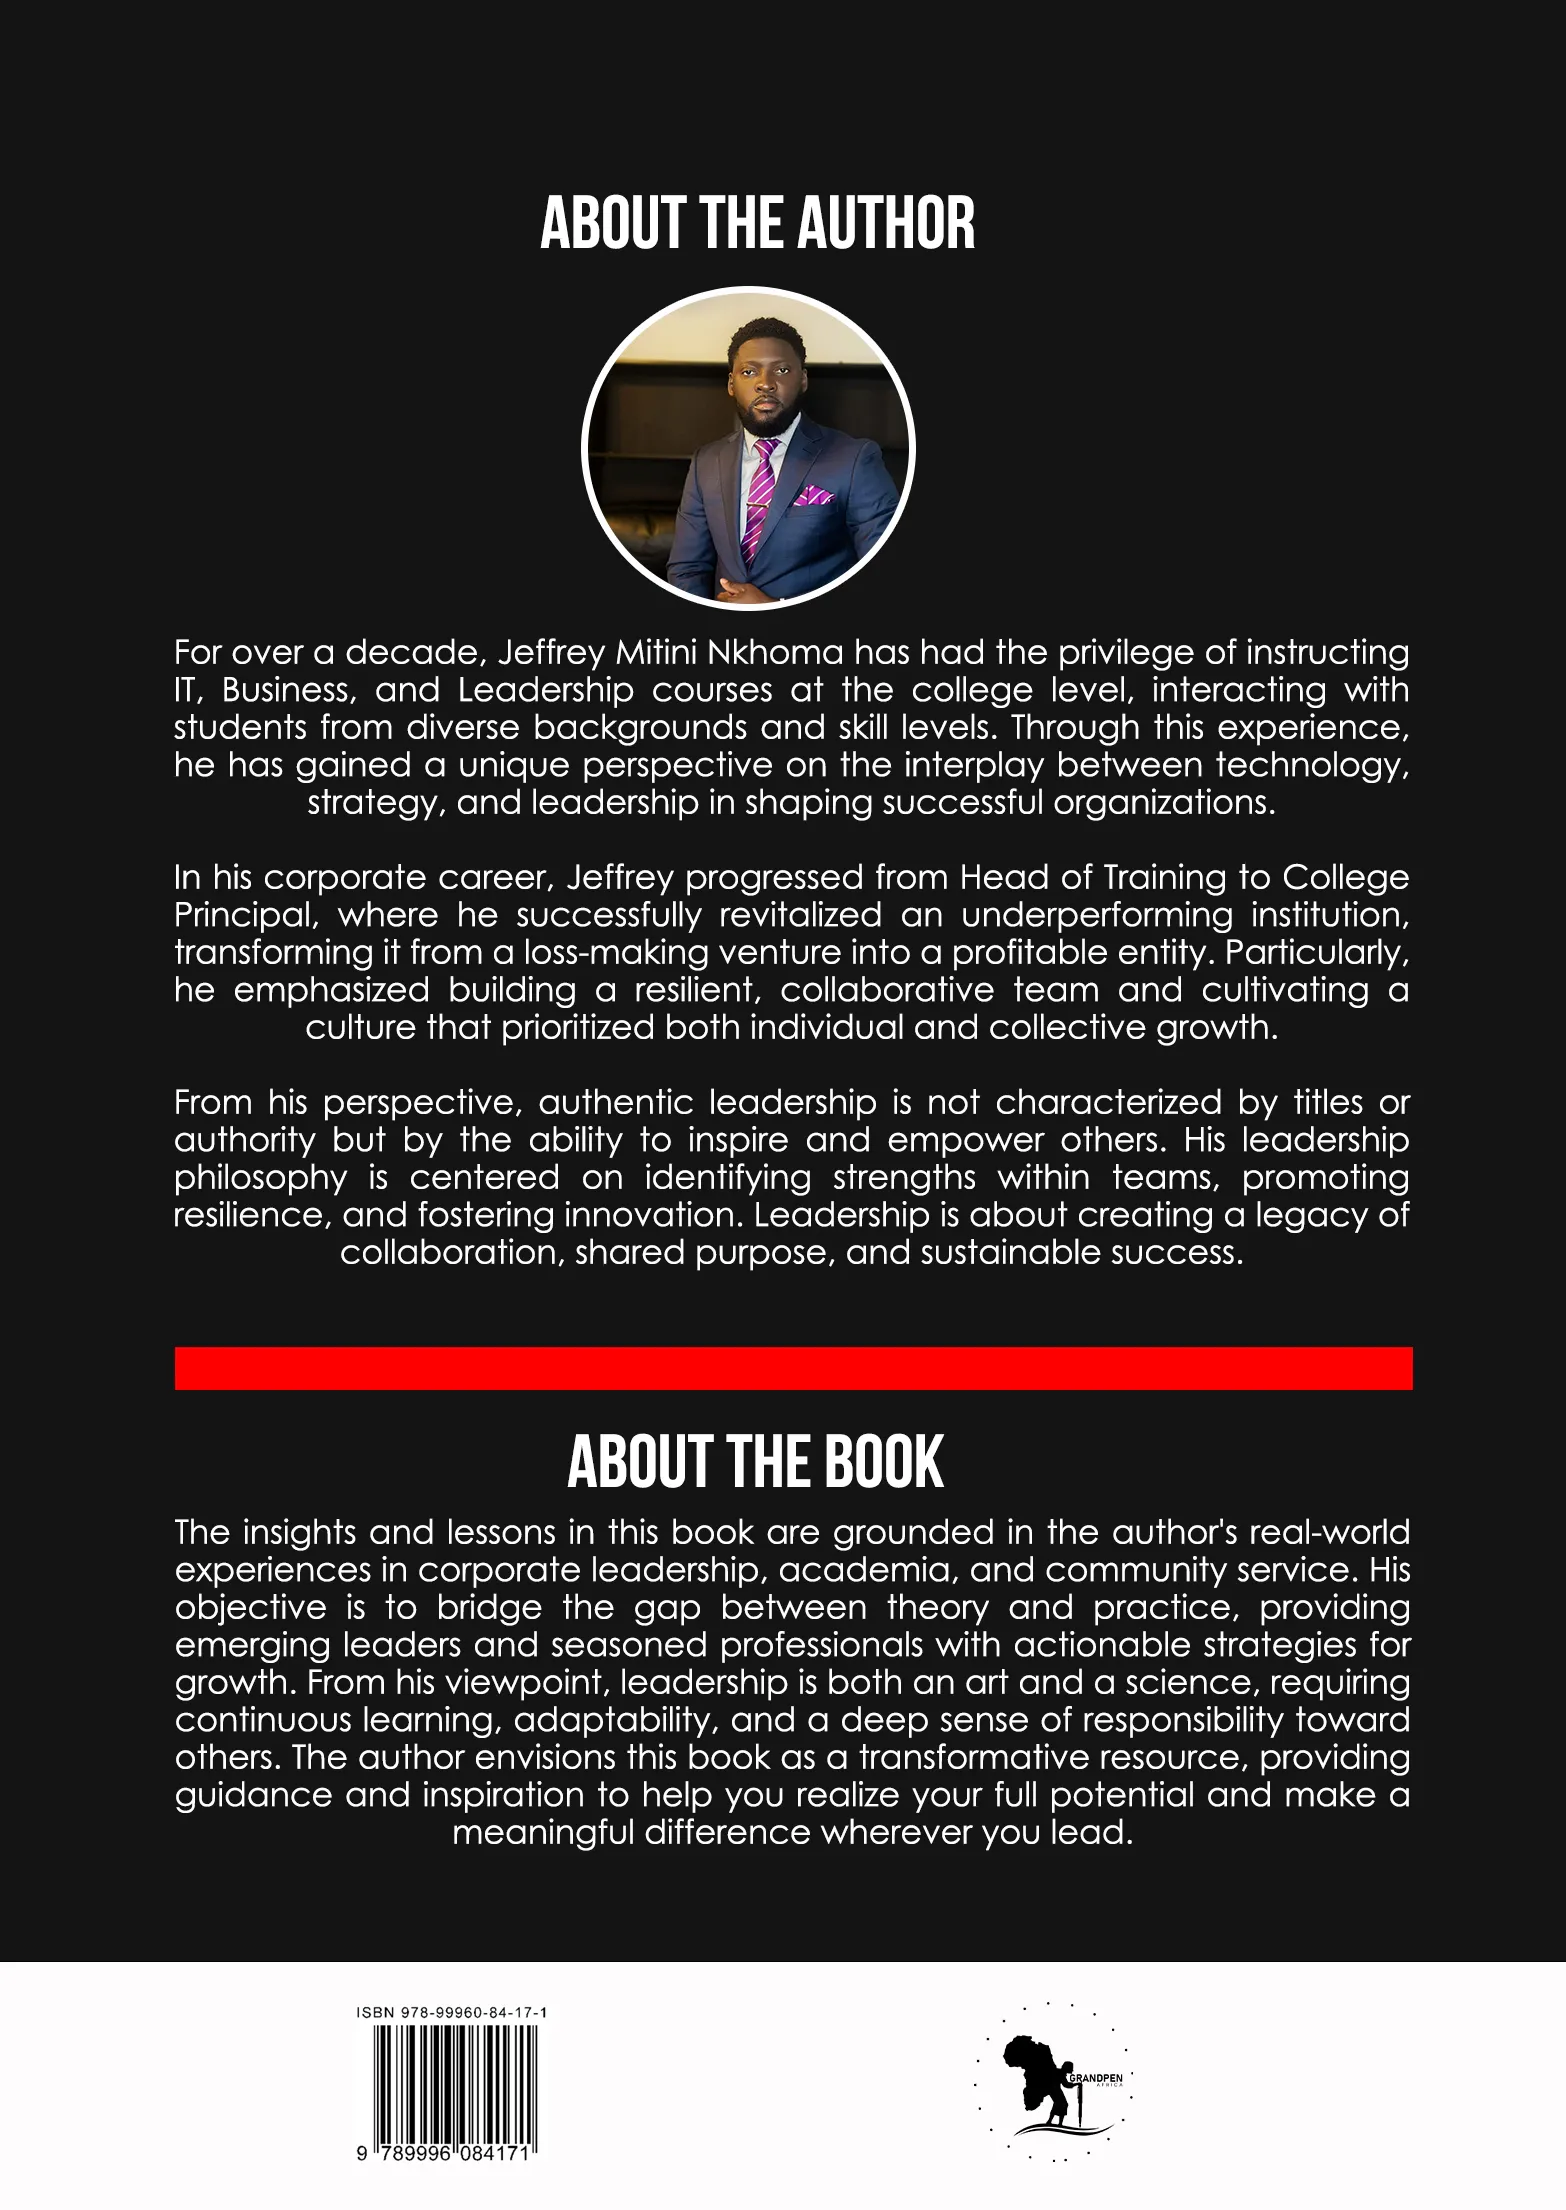 ABOUT THE AUTHOR
For over a decade, Jeffrey Mitini Nkhoma has had the privilege of instructing
IT, Business, and Leadership courses at the college level, interacting with
students from diverse backgrounds and skill levels. Through this experience,
he has gained a unique perspective on the interplay between technology,
strategy, and leadership in shaping successful organizations.
In his corporate career, Jeffrey progressed from Head of Training to College
Principal, where he successfully revitalized an underperforming institution,
transforming it from a loss-making venture into a profitable entity. Particularly,
he emphasized building a resilient, collaborative team and cultivating a
culture that prioritized both individual and collective growth.
From his perspective, authentic leadership is not characterized by titles or
authority but by the ability to inspire and empower others. His leadership
philosophy is centered on identifying strengths within teams, promoting
resilience, and fostering innovation. Leadership is about creating a legacy of
collaboration, shared purpose, and sustainable success.
ABOUT THE BOOK
The insights and lessons in this book are grounded in the author's real-world
experiences in corporate leadership, academia, and community service. His
objective is to bridge the gap between theory and practice, providing
emerging leaders and seasoned professionals with actionable strategies for
growth. From his viewpoint, leadership is both an art and a science, requiring
continuous learning, adaptability, and a deep sense of responsibility toward
others. The author envisions this book as a transformative resource, providing
guidance and inspiration to help you realize your full potential and make a
meaningful difference wherever you lead.
ISBN 978-99960-84-17-1
9 789996 084171
GRANDPEN
AFRICA